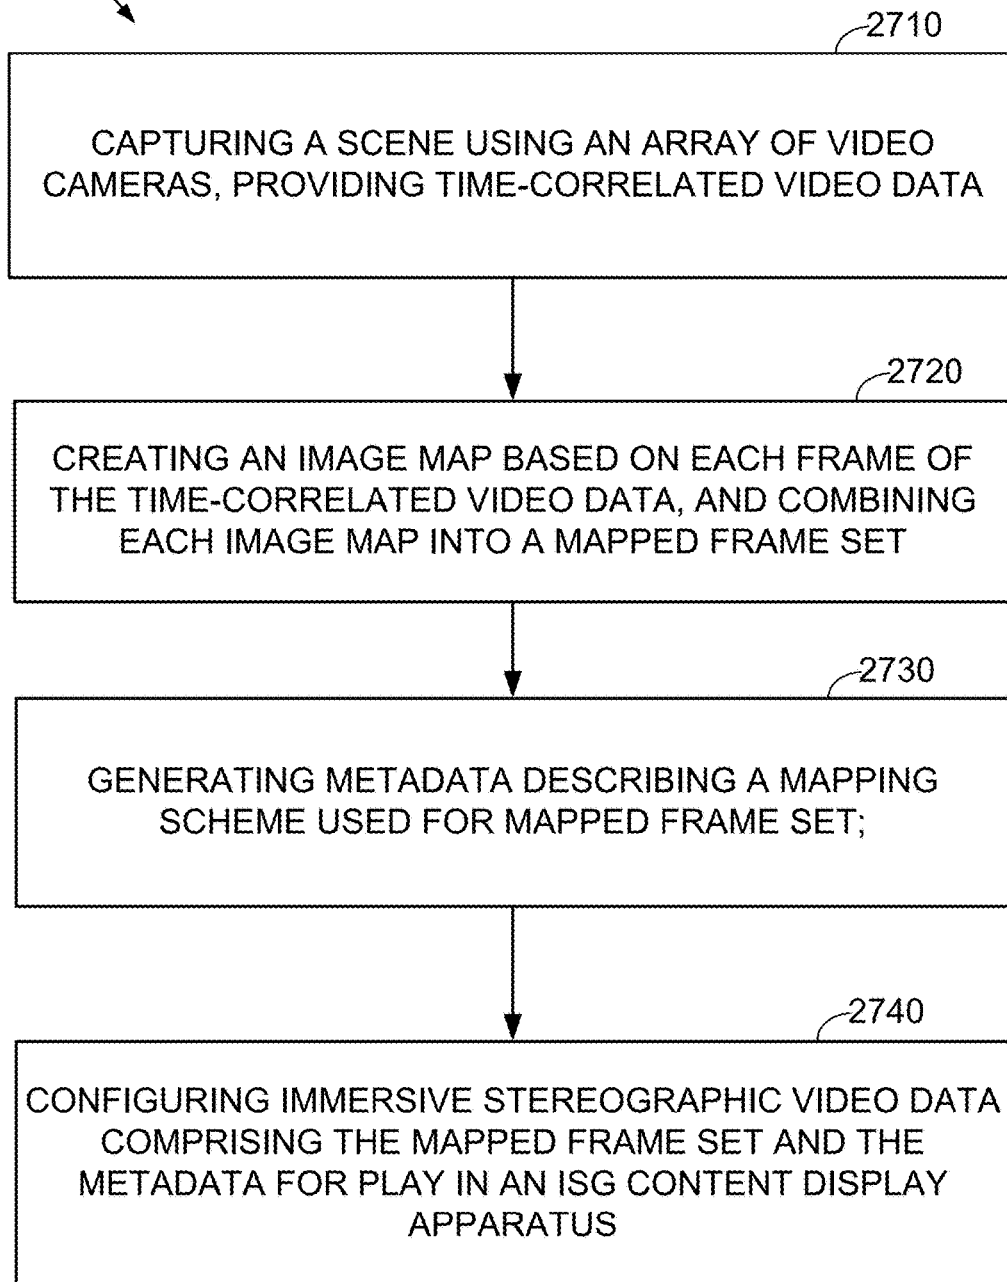 2710
CAPTURING A SCENE USING AN ARRAY OF VIDEO
CAMERAS, PROVIDING TIME-CORRELATED VIDEO DATA
2720
CREATING AN IMAGE MAP BASED ON EACH FRAME OF
THE TIME-CORRELATED VIDEO DATA, AND COMBINING
EACH IMAGE MAP INTO A MAPPED FRAME SET
2730
GENERATING METADATA DESCRIBING A MAPPING
SCHEME USED FOR MAPPED FRAME SET;
2740
CONFIGURING IMMERSIVE STEREOGRAPHIC VIDEO DATA
COMPRISING THE MAPPED FRAME SET AND THE
METADATA FOR PLAY IN AN ISG CONTENT DISPLAY
APPARATUS